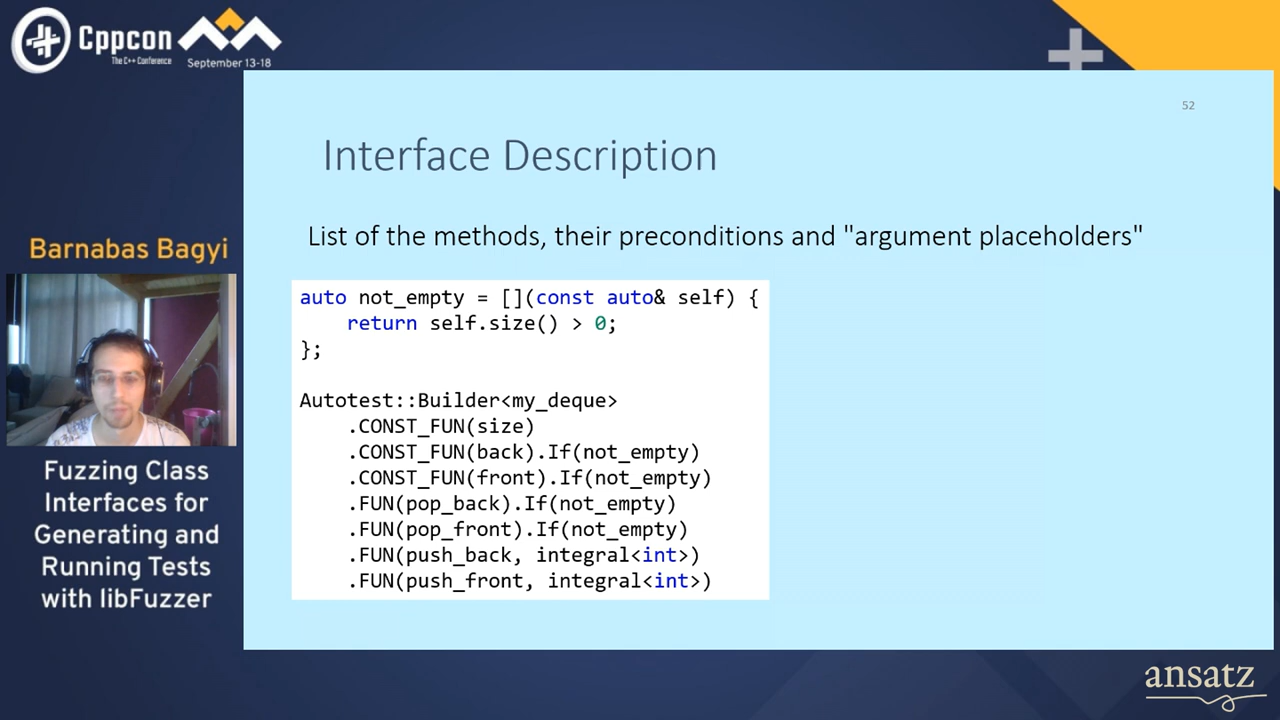 Cppcon
The C++ Conference
September 13-18
52
Interface Description
List of the methods, their preconditions and "argument placeholders"
auto not_empty = [](const auto& self) {
    return self.size() > 0;
};
Autotest::Builder<my_deque>
    .CONST_FUN(size)
    .CONST_FUN(back).If(not_empty)
    .CONST_FUN(front).If(not_empty)
    .FUN(pop_back).If(not_empty)
    .FUN(pop_front).If(not_empty)
    .FUN(push_back, integral<int>)
    .FUN(push_front, integral<int>)
Barnabas Bagyi
Fuzzing Class
Interfaces for
Generating and
Running Tests
with libFuzzer
ansatz